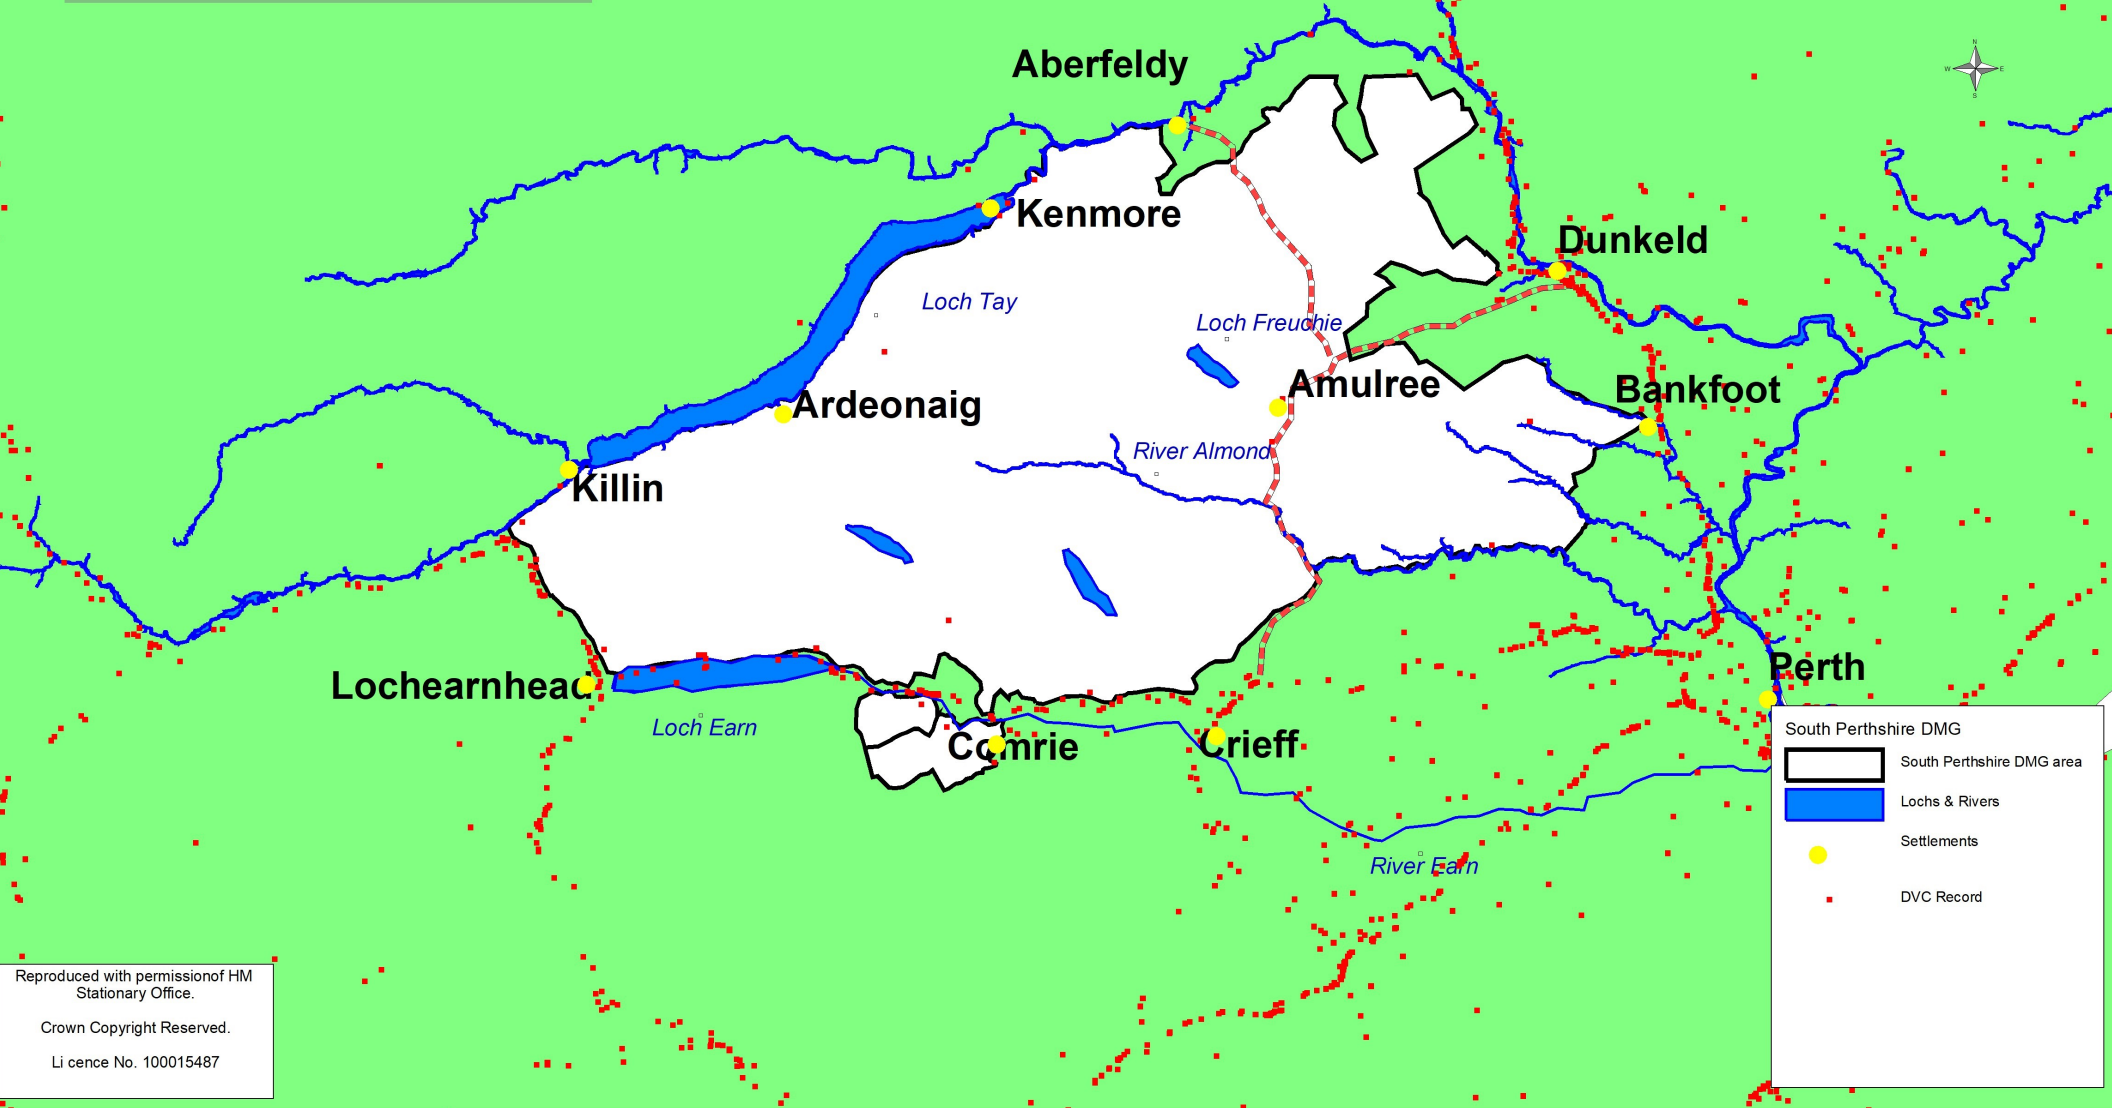 Aberfeldy
N
W
E
S
Kenmore
Dunkeld
Loch Tay
Loch Freuchie
Amulree
Bankfoot
Ardeonaig
River Almond
Killin
Lochearnhead
Perth
Loch Earn
Comrie
Crieff
River Earn
South Perthshire DMG
South Perthshire DMG area
Lochs & Rivers
Settlements
DVC Record
Reproduced with permissionof HM
Stationary Office.
Crown Copyright Reserved.
Li cence No. 100015487